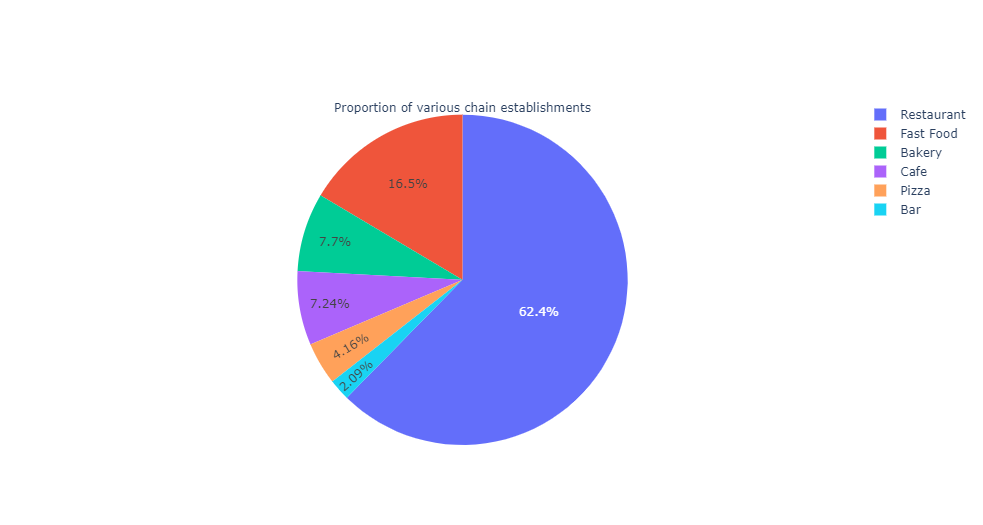 Proportion of various chain establishments
Restaurant
Fast Food
Bakery
Cafe
Pizza
Bar
16.5%
7.7%
7.24%
62.4%
4.16%
2.09%